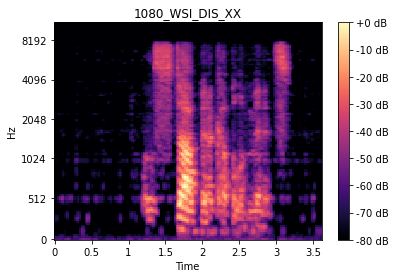 1080_WSI_DIS_XX
+0 dB
8192
-10 dB
4096
-20 dB
-30 dB
2048
Hz
-40 dB
1024
-50 dB
512
-60 dB
-70 dB
0
-80 dB
0 0.5 1 1.5 2 2.5 3 3.5
Time